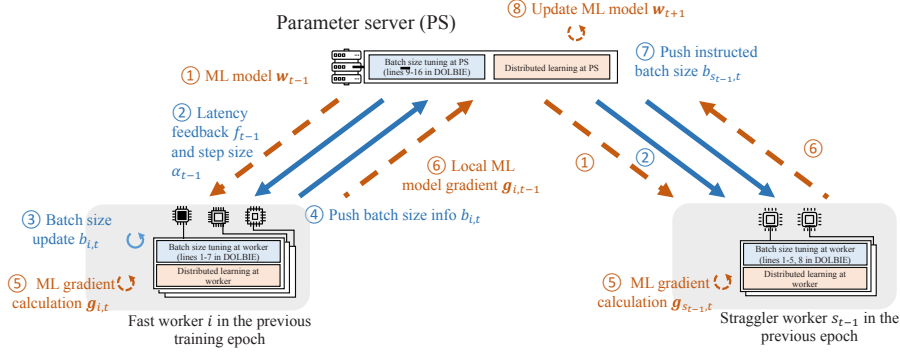 ⑧ Update ML model w_{t+1}
Parameter server (PS)
Batch size tuning at PS
(lines 9-16 in DOLBIE)
Distributed learning at PS
⑦ Push instructed
batch size b_{s_{t-1},t}
① ML model w_{t-1}
② Latency
feedback f_{t-1}
and step size
α_{t-1}
⑥ Local ML
model gradient g_{i,t-1}
①
②
⑥
③ Batch size
update b_{i,t}
④ Push batch size info b_{i,t}
Batch size tuning at worker
(lines 1-7 in DOLBIE)
Distributed learning at
worker
⑤ ML gradient
calculation g_{i,t}
Fast worker i in the previous
training epoch
Batch size tuning at worker
(lines 1-5, 8 in DOLBIE)
Distributed learning at
worker
⑤ ML gradient
calculation g_{s_{t-1},t}
Straggler worker s_{t-1} in the
previous epoch